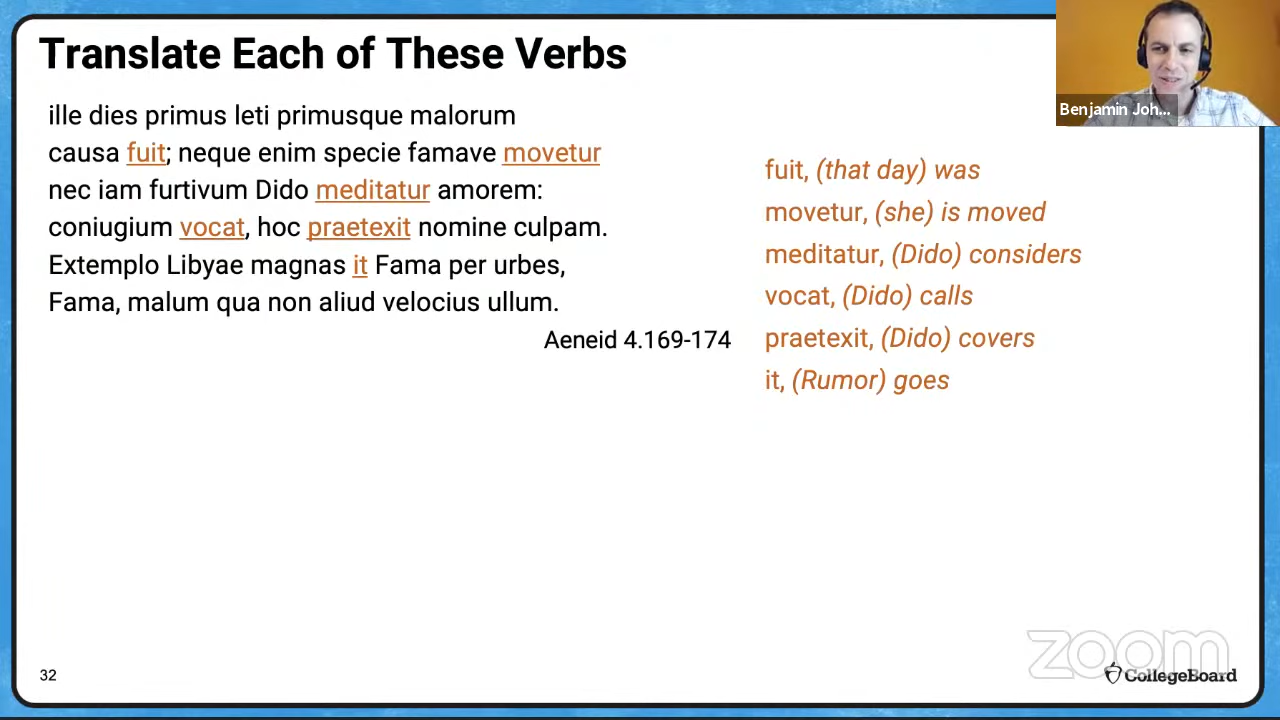 Translate Each of These Verbs
ille dies primus leti primusque malorum
causa fuit; neque enim specie famave movetur
nec iam furtivum Dido meditatur amorem:
coniugium vocat, hoc praetexit nomine culpam.
Extemplo Libyae magnas it Fama per urbes,
Fama, malum qua non aliud velocius ullum.
Aeneid 4.169-174
fuit, (that day) was
movetur, (she) is moved
meditatur, (Dido) considers
vocat, (Dido) calls
praetexit, (Dido) covers
it, (Rumor) goes
Benjamin Joh...
32
zoom
CollegeBoard